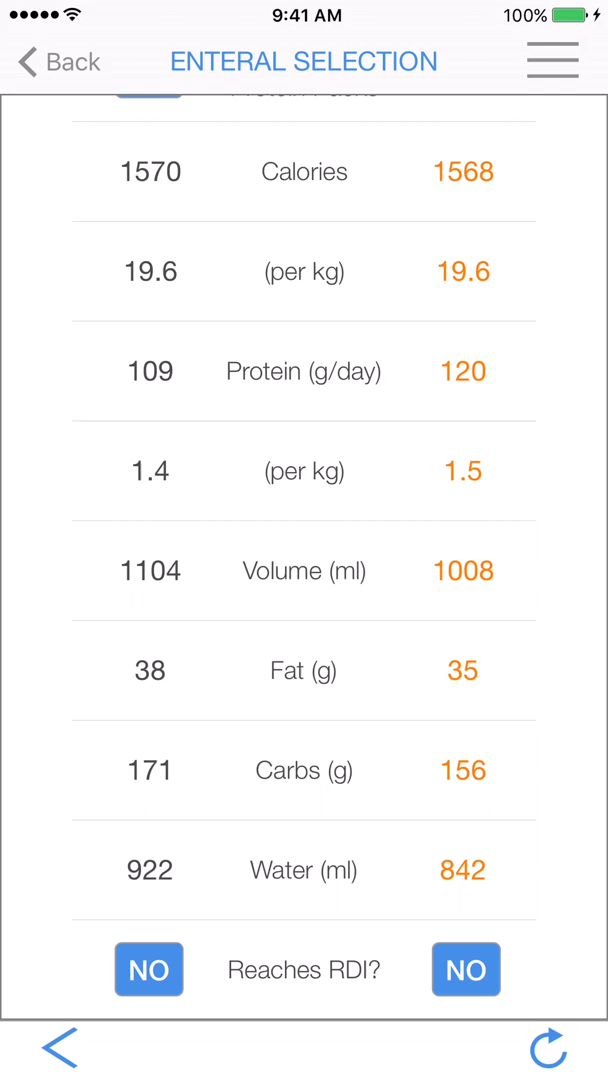 9:41 AM 100%
Back ENTERAL SELECTION
1570 Calories 1568
19.6 (per kg) 19.6
109 Protein (g/day) 120
1.4 (per kg) 1.5
1104 Volume (ml) 1008
38 Fat (g) 35
171 Carbs (g) 156
922 Water (ml) 842
NO Reaches RDI? NO